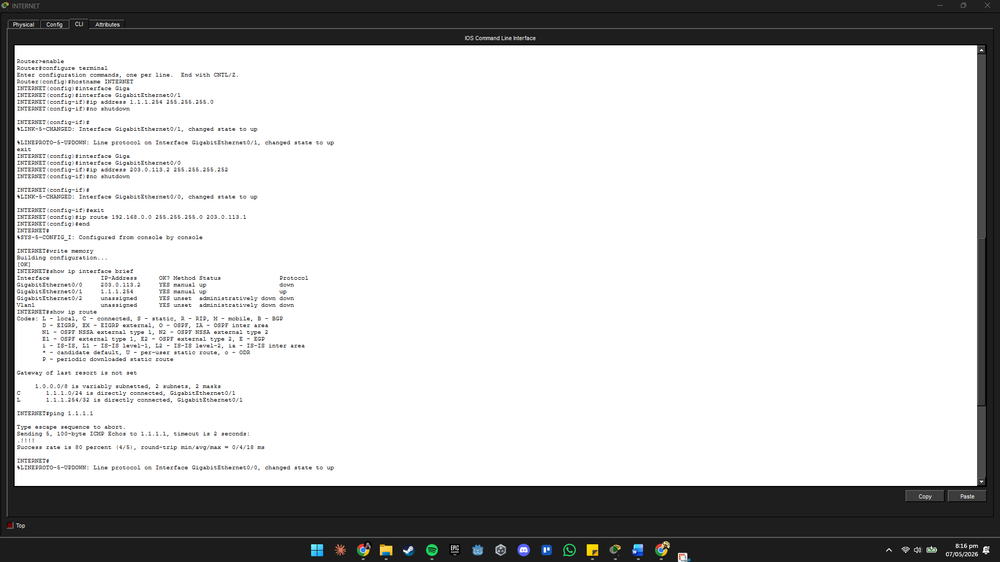 INTERNET
Physical Config CLI Attributes
IOS Command Line Interface
Router>enable
Router#configure terminal
Enter configuration commands, one per line.  End with CNTL/Z.
Router(config)#hostname INTERNET
INTERNET(config)#interface Giga
INTERNET(config)#interface GigabitEthernet0/1
INTERNET(config-if)#ip address 1.1.1.254 255.255.255.0
INTERNET(config-if)#no shutdown
INTERNET(config-if)#
%LINK-5-CHANGED: Interface GigabitEthernet0/1, changed state to up
%LINEPROTO-5-UPDOWN: Line protocol on Interface GigabitEthernet0/1, changed state to up
exit
INTERNET(config)#interface Giga
INTERNET(config)#interface GigabitEthernet0/0
INTERNET(config-if)#ip address 203.0.113.2 255.255.255.252
INTERNET(config-if)#no shutdown
INTERNET(config-if)#
%LINK-5-CHANGED: Interface GigabitEthernet0/0, changed state to up
INTERNET(config-if)#exit
INTERNET(config)#ip route 192.168.0.0 255.255.255.0 203.0.113.1
INTERNET(config)#end
INTERNET#
%SYS-5-CONFIG_I: Configured from console by console
INTERNET#write memory
Building configuration...
[OK]
INTERNET#show ip interface brief
Interface              IP-Address      OK? Method Status                Protocol
GigabitEthernet0/0     203.0.113.2     YES manual up                    down
GigabitEthernet0/1     1.1.1.254       YES manual up                    up
GigabitEthernet0/2     unassigned      YES unset  administratively down down
Vlan1                  unassigned      YES unset  administratively down down
INTERNET#show ip route
Codes: L - local, C - connected, S - static, R - RIP, M - mobile, B - BGP
       D - EIGRP, EX - EIGRP external, O - OSPF, IA - OSPF inter area
       N1 - OSPF NSSA external type 1, N2 - OSPF NSSA external type 2
       E1 - OSPF external type 1, E2 - OSPF external type 2, E - EGP
       i - IS-IS, L1 - IS-IS level-1, L2 - IS-IS level-2, ia - IS-IS inter area
       * - candidate default, U - per-user static route, o - ODR
       P - periodic downloaded static route
Gateway of last resort is not set
     1.0.0.0/8 is variably subnetted, 2 subnets, 2 masks
C       1.1.1.0/24 is directly connected, GigabitEthernet0/1
L       1.1.1.254/32 is directly connected, GigabitEthernet0/1
INTERNET#ping 1.1.1.1
Type escape sequence to abort.
Sending 5, 100-byte ICMP Echos to 1.1.1.1, timeout is 2 seconds:
.!!!!
Success rate is 80 percent (4/5), round-trip min/avg/max = 0/4/18 ms
INTERNET#
%LINEPROTO-5-UPDOWN: Line protocol on Interface GigabitEthernet0/0, changed state to up
Copy Paste
Top
EPIC GAMES
8:16 pm
07/05/2026